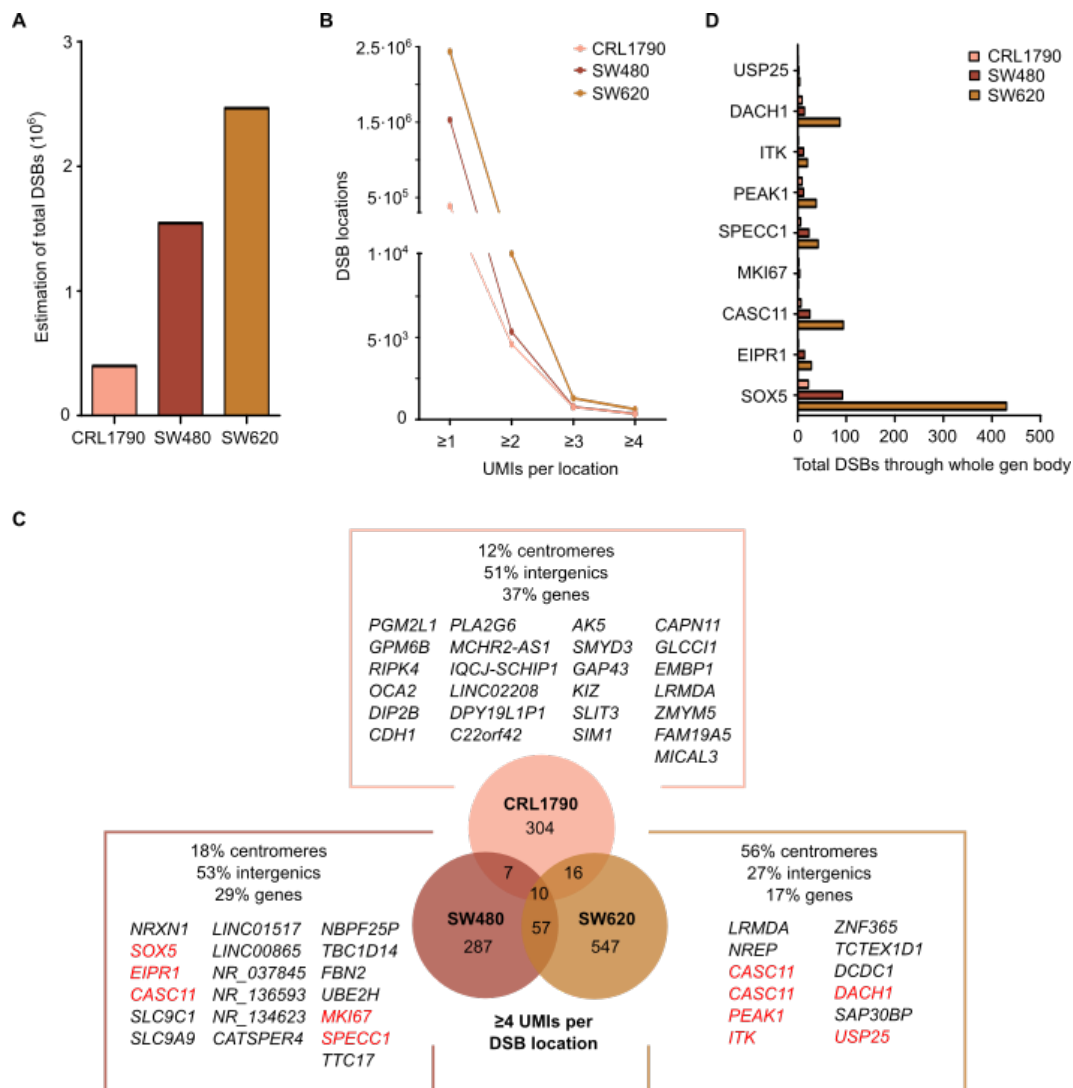 A
Estimation of total DSBs (10⁶)
3
2
1
0
CRL1790 SW480 SW620
B
DSB locations
2.5·10⁶
1.5·10⁶
5·10⁵
1·10⁴
5·10³
0
≥1 ≥2 ≥3 ≥4
UMIs per location
CRL1790
SW480
SW620
D
CRL1790
SW480
SW620
USP25
DACH1
ITK
PEAK1
SPECC1
MKI67
CASC11
EIPR1
SOX5
0 100 200 300 400 500
Total DSBs through whole gen body
C
12% centromeres
51% intergenics
37% genes
PGM2L1 PLA2G6 AK5 CAPN11
GPM6B MCHR2-AS1 SMYD3 GLCCI1
RIPK4 IQCJ-SCHIP1 GAP43 EMBP1
OCA2 LINC02208 KIZ LRMDA
DIP2B DPY19L1P1 SLIT3 ZMYM5
CDH1 C22orf42 SIM1 FAM19A5
MICAL3
CRL1790
304
7 16
10
SW480 57 SW620
287 547
≥4 UMIs per
DSB location
18% centromeres
53% intergenics
29% genes
NRXN1 LINC01517 NBPF25P
SOX5 LINC00865 TBC1D14
EIPR1 NR_037845 FBN2
CASC11 NR_136593 UBE2H
SLC9C1 NR_134623 MKI67
SLC9A9 CATSPER4 SPECC1
TTC17
56% centromeres
27% intergenics
17% genes
LRMDA ZNF365
NREP TCTEX1D1
CASC11 DCDC1
CASC11 DACH1
PEAK1 SAP30BP
ITK USP25